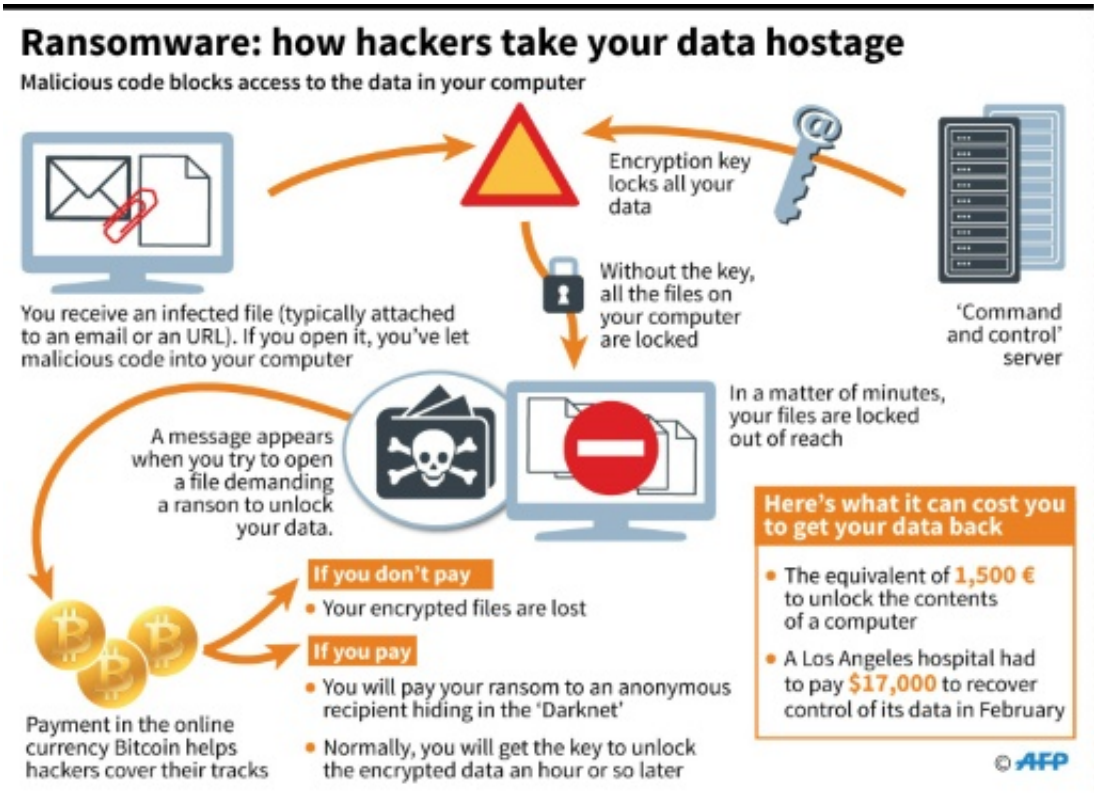 Ransomware: how hackers take your data hostage
Malicious code blocks access to the data in your computer
@
Encryption key
locks all your
data
You receive an infected file (typically attached
to an email or an URL). If you open it, you've let
malicious code into your computer
Without the key,
all the files on
your computer
are locked
'Command
and control'
server
In a matter of minutes,
your files are locked
out of reach
A message appears
when you try to open
a file demanding
a ranson to unlock
your data.
Here's what it can cost you
to get your data back
• The equivalent of 1,500 €
to unlock the contents
of a computer
• A Los Angeles hospital had
to pay $17,000 to recover
control of its data in February
If you don't pay
• Your encrypted files are lost
If you pay
• You will pay your ransom to an anonymous
recipient hiding in the 'Darknet'
• Normally, you will get the key to unlock
the encrypted data an hour or so later
Payment in the online
currency Bitcoin helps
hackers cover their tracks
© AFP